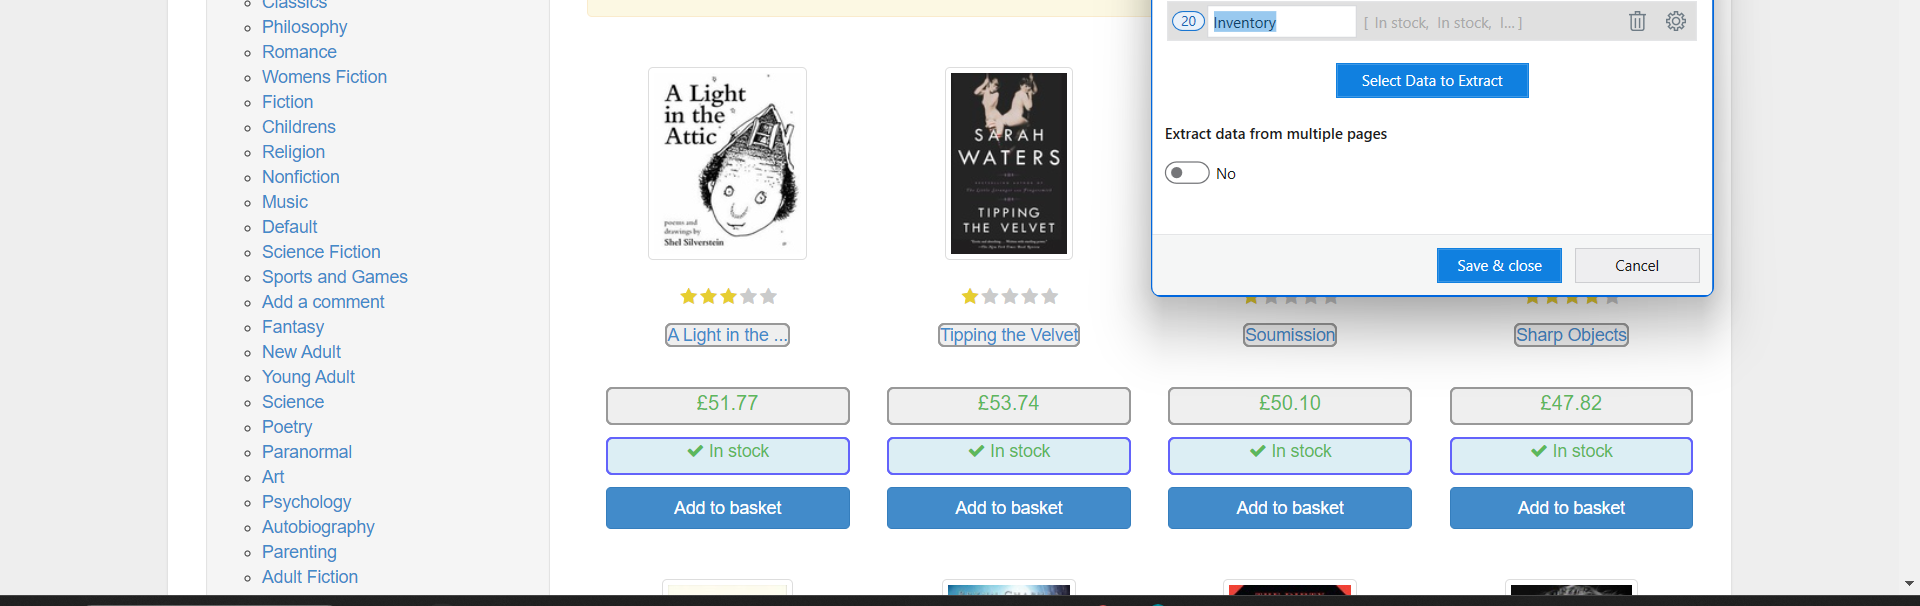 Classics
Philosophy
Romance
Womens Fiction
Fiction
Childrens
Religion
Nonfiction
Music
Default
Science Fiction
Sports and Games
Add a comment
Fantasy
New Adult
Young Adult
Science
Poetry
Paranormal
Art
Psychology
Autobiography
Parenting
Adult Fiction
20 Inventory [ In stock, In stock, I... ]
Select Data to Extract
Extract data from multiple pages
No
Save & close Cancel
A Light
in the
Attic
poems and
drawings by
Shel Silverstein
SARAH
WATERS
TIPPING
THE VELVET
A Light in the ... Tipping the Velvet Soumission Sharp Objects
£51.77 £53.74 £50.10 £47.82
In stock In stock In stock In stock
Add to basket Add to basket Add to basket Add to basket